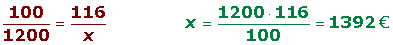 100/1200 = 116/x x = 1200 · 116/100 = 1392 €